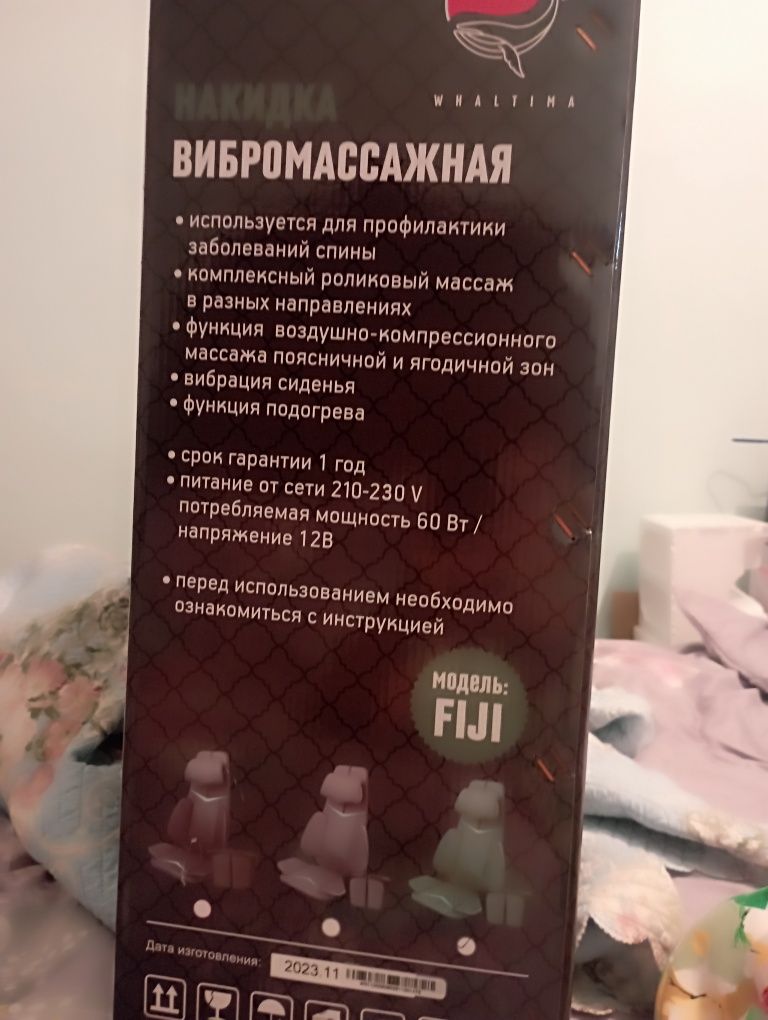 WHALTIMA
НАКИДКА
ВИБРОМАССАЖНАЯ
• используется для профилактики
заболеваний спины
• комплексный роликовый массаж
в разных направлениях
• функция воздушно-компрессионного
массажа поясничной и ягодичной зон
• вибрация сиденья
• функция подогрева
• срок гарантии 1 год
• питание от сети 210-230 V
потребляемая мощность 60 Вт /
напряжение 12В
• перед использованием необходимо
ознакомиться с инструкцией
МОДЕЛЬ:
FIJI
Дата изготовления:
2023.11